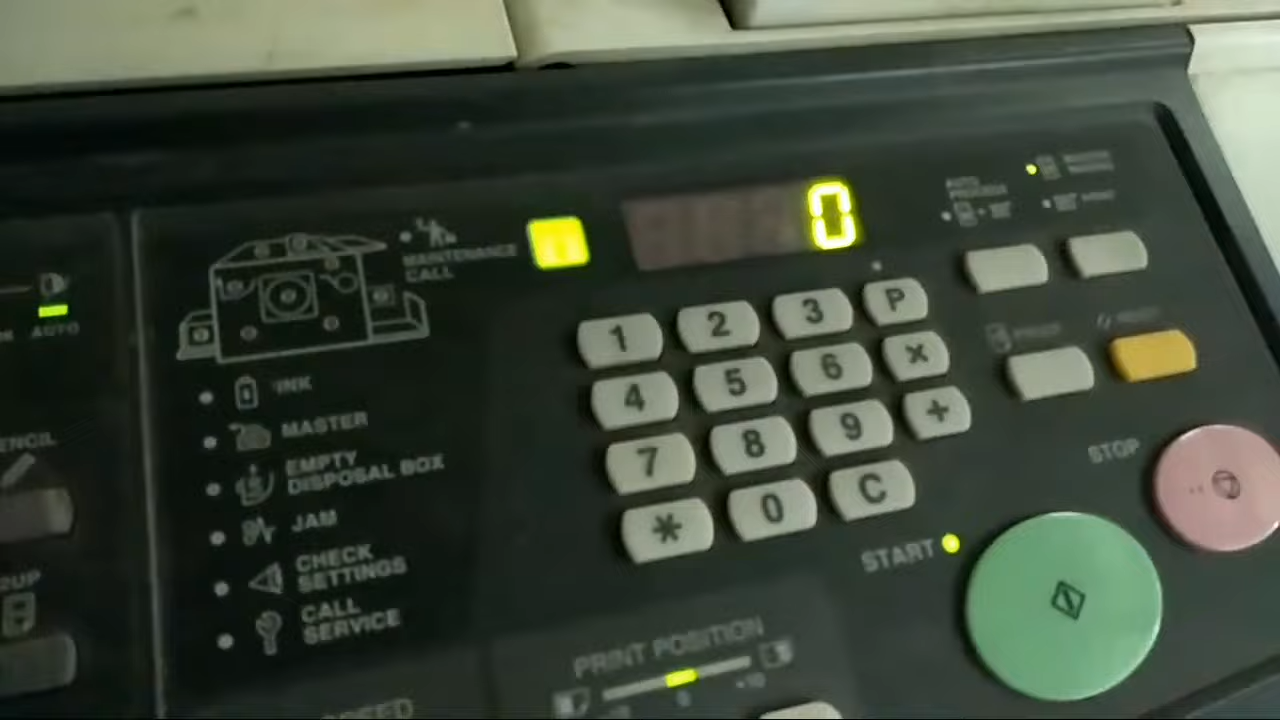 MAINTENANCE
CALL
0
AUTO
INK
MASTER
EMPTY
DISPOSAL BOX
JAM
CHECK
SETTINGS
CALL
SERVICE
1 2 3 P
4 5 6 ×
7 8 9 +
* 0 C
STOP
START
PRINT POSITION
0